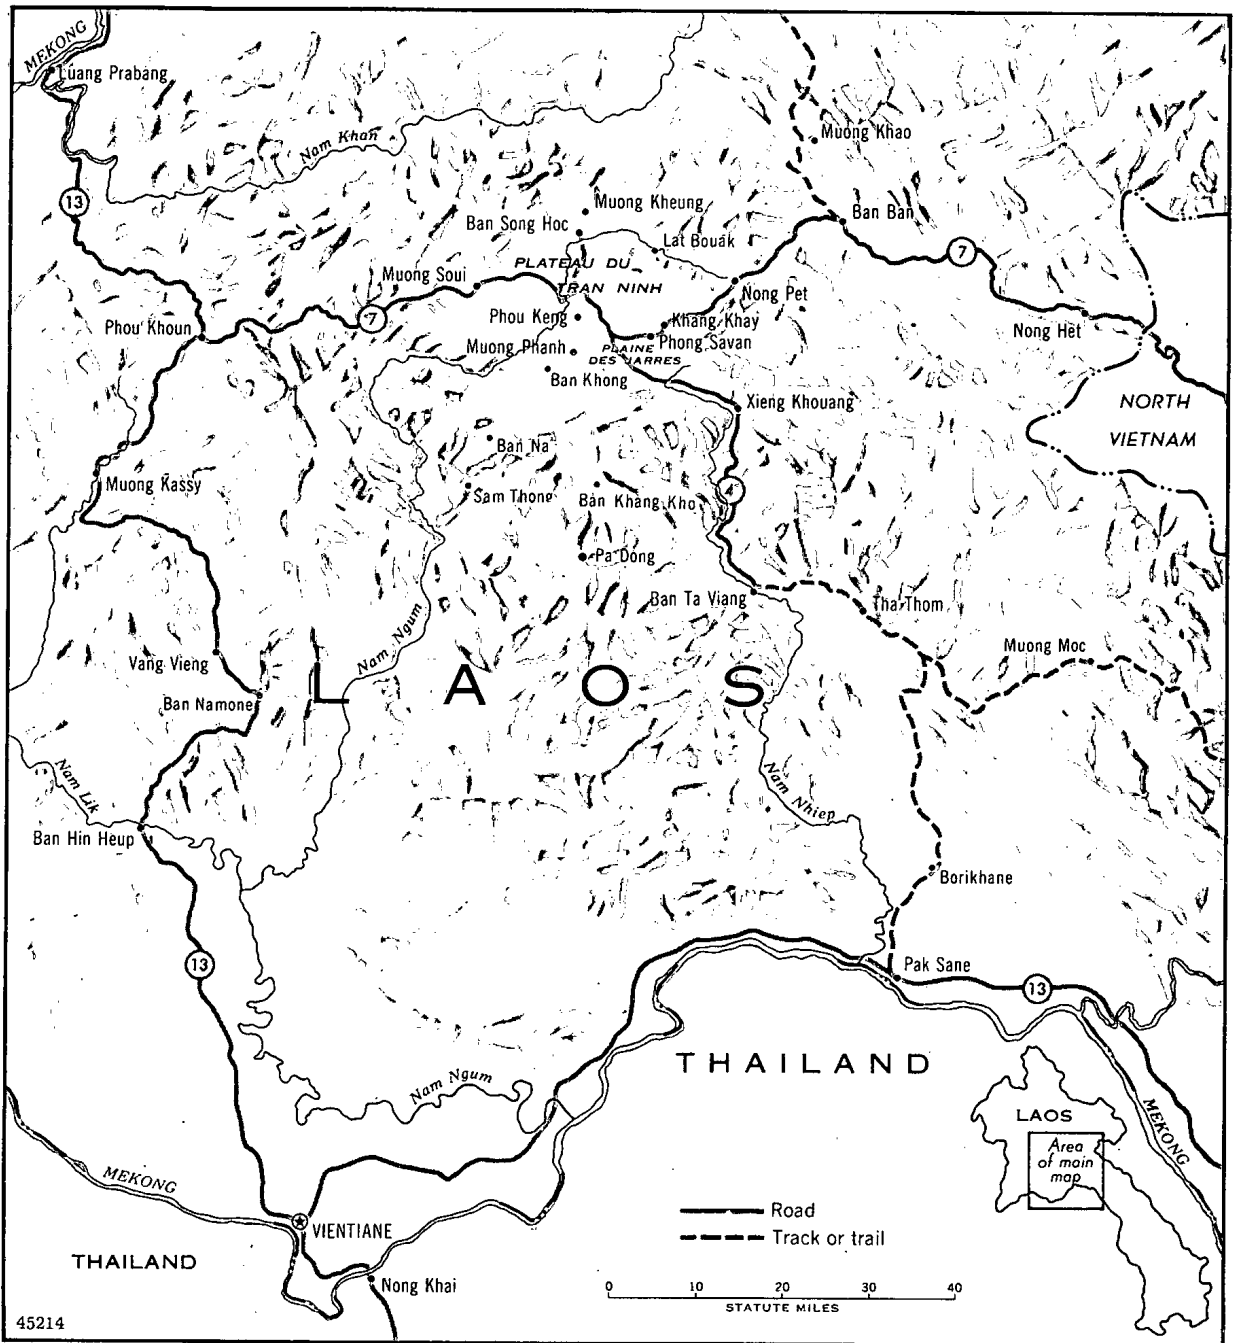 MEKONG
Luang Prabang
Nam Khan
Muong Khao
13
Muong Kheung
Ban Song Hoc
Ban Ban
Lat Bouak
7
PLATEAU DU
TRAN NINH
Muong Soui
Nong Pet
7
Phou Keng
Khang Khay
Phou Khoun
Nong Het
Phong Savan
Muong Phanh
PLAINE
DES JARRES
Ban Khong
Xieng Khouang
NORTH
VIETNAM
Ban Na
Muong Kassy
Sam Thong
Ban Khang Kho
4
Pa Dong
Ban Ta Viang
Tha Thom
Nam Ngum
Muong Moc
Vang Vieng
LAOS
Ban Namone
Nam Lik
Nam Nhiep
Ban Hin Heup
Borikhane
13
Pak Sane
13
THAILAND
Nam Ngum
LAOS
Area
of main
map
MEKONG
MEKONG
Road
VIENTIANE
Track or trail
THAILAND
Nong Khai
0 10 20 30 40
STATUTE MILES
45214